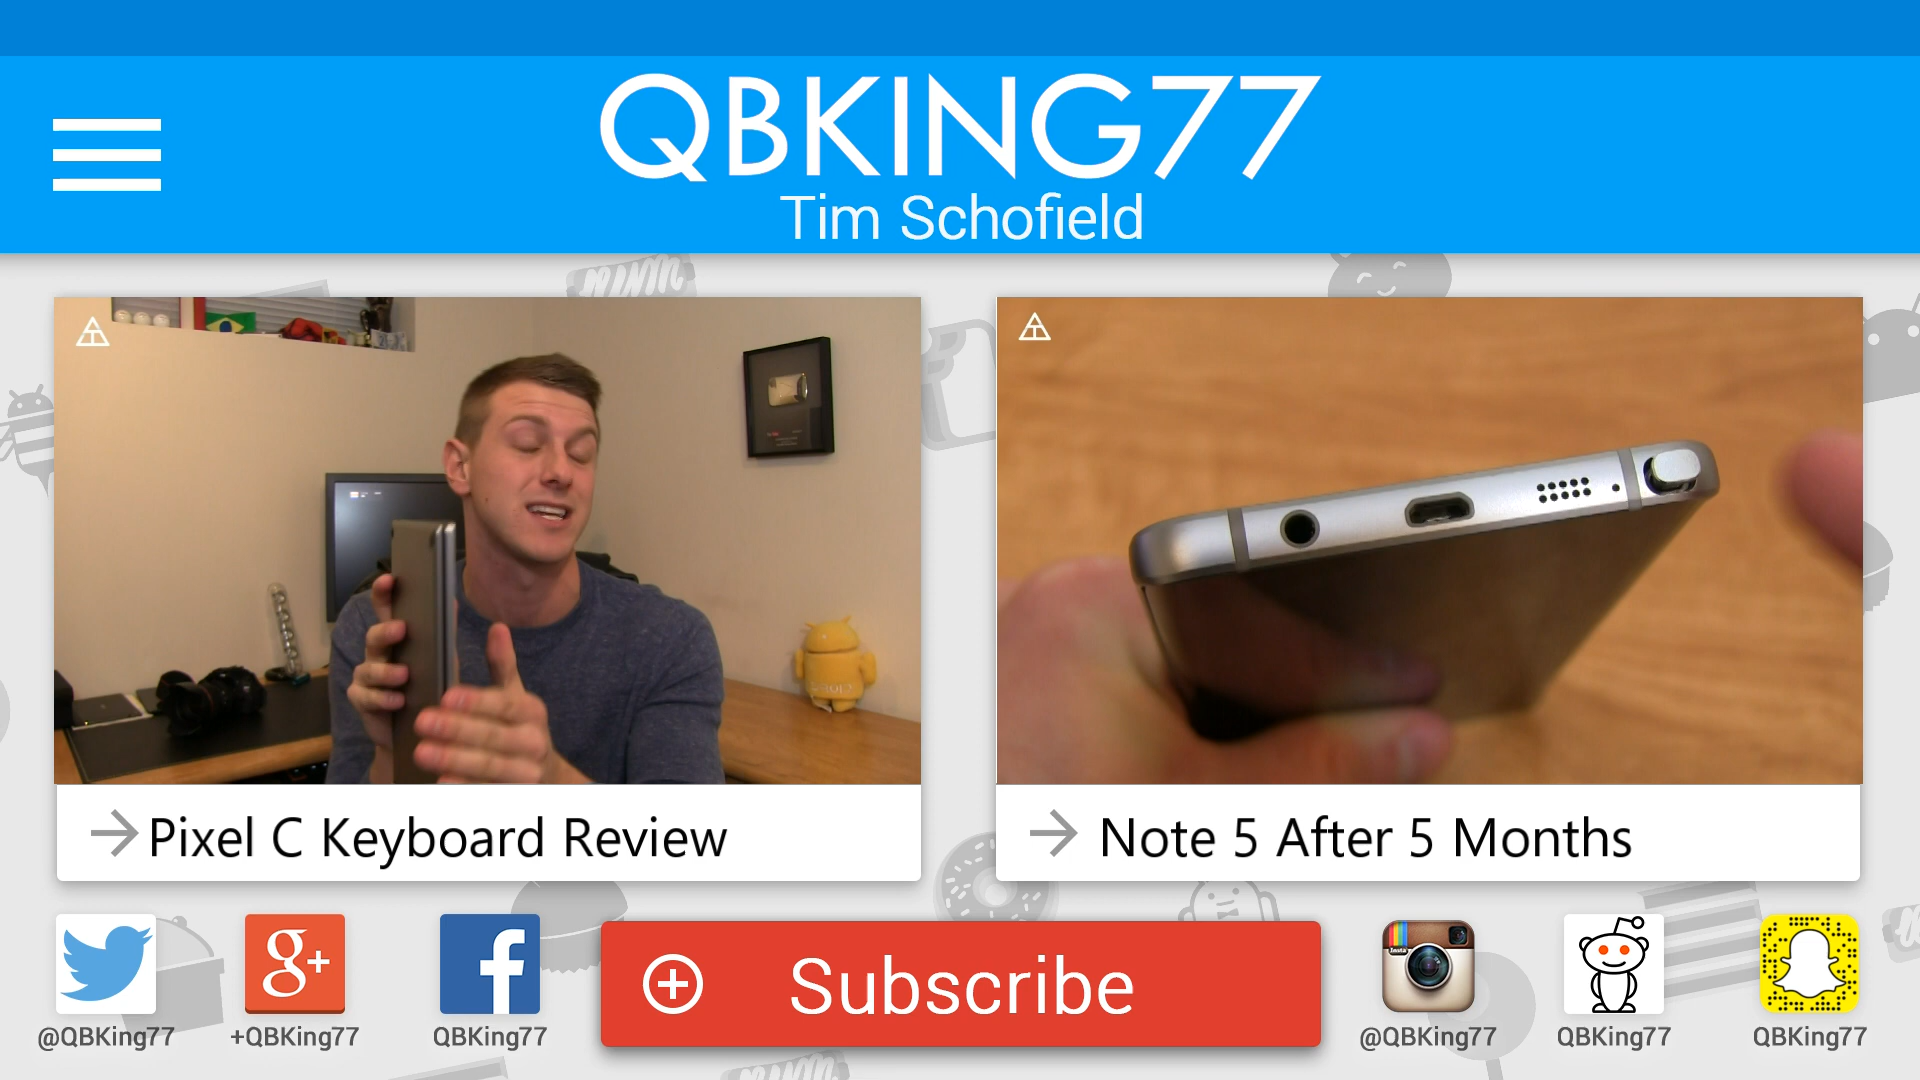 QBKING77
Tim Schofield
Pixel C Keyboard Review
Note 5 After 5 Months
@QBKing77
+QBKing77
QBKing77
Subscribe
@QBKing77
QBKing77
QBKing77